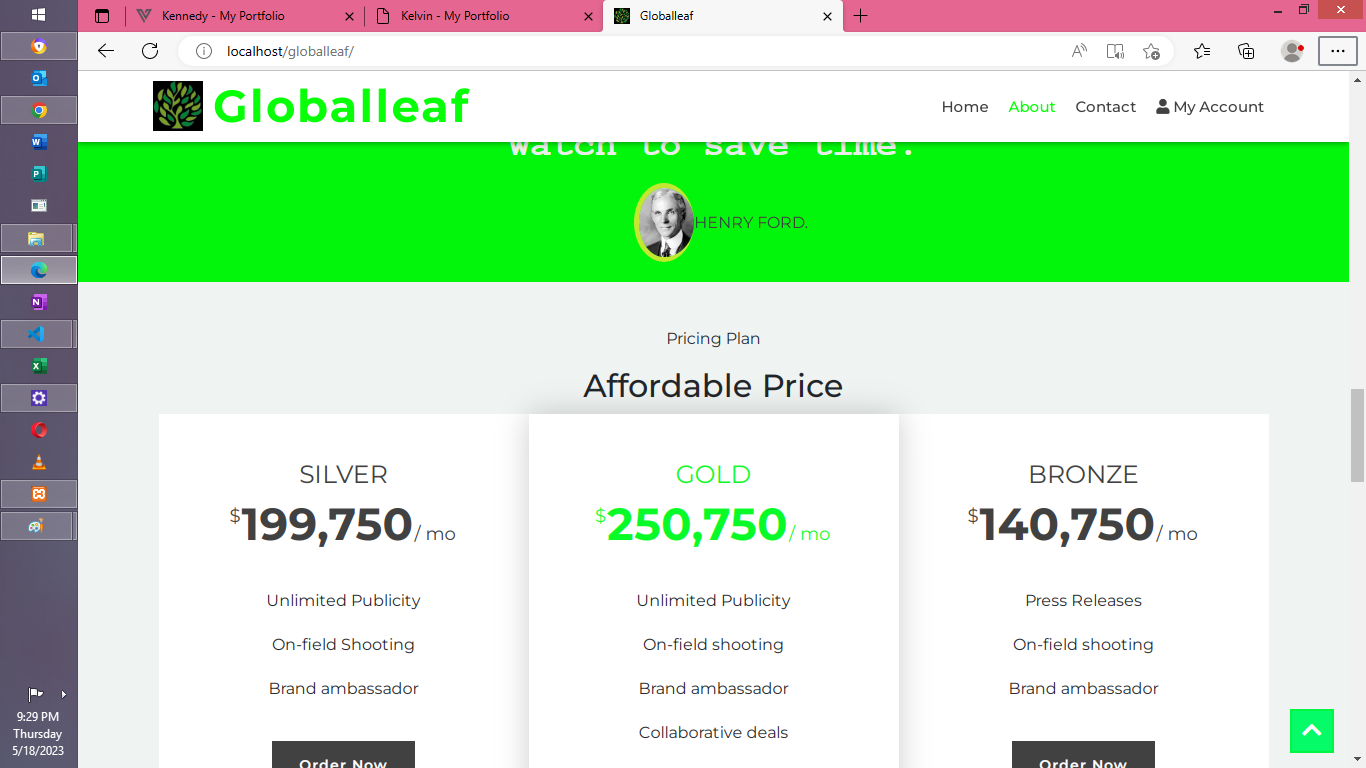 Kennedy - My Portfolio
Kelvin - My Portfolio
Globalleaf
localhost/globalleaf/
Globalleaf
Home About Contact My Account
watch to save time.
HENRY FORD.
Pricing Plan
Affordable Price
SILVER
$199,750/ mo
Unlimited Publicity
On-field Shooting
Brand ambassador
Order Now
GOLD
$250,750/ mo
Unlimited Publicity
On-field shooting
Brand ambassador
Collaborative deals
BRONZE
$140,750/ mo
Press Releases
On-field shooting
Brand ambassador
Order Now
9:29 PM
Thursday
5/18/2023